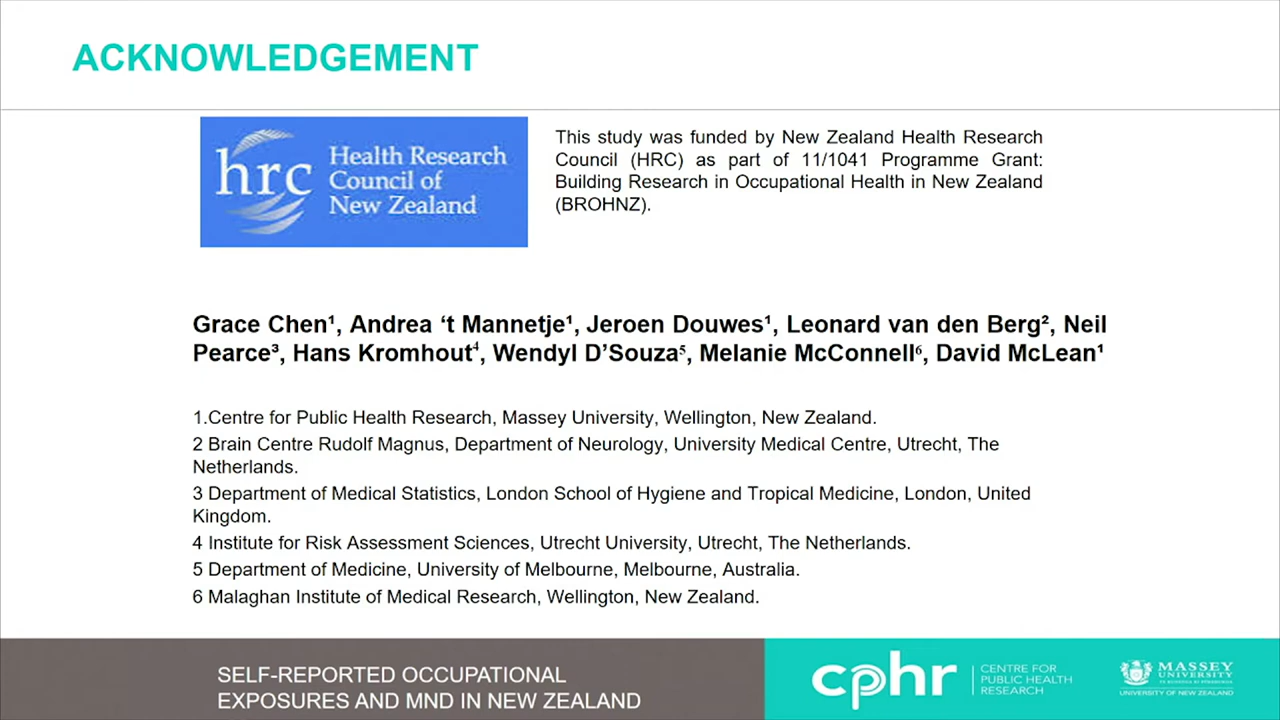 ACKNOWLEDGEMENT
hrc
Health Research
Council of
New Zealand
This study was funded by New Zealand Health Research
Council (HRC) as part of 11/1041 Programme Grant:
Building Research in Occupational Health in New Zealand
(BROHNZ).
Grace Chen¹, Andrea ‘t Mannetje¹, Jeroen Douwes¹, Leonard van den Berg², Neil
Pearce³, Hans Kromhout⁴, Wendyl D’Souza⁵, Melanie McConnell⁶, David McLean¹
1.Centre for Public Health Research, Massey University, Wellington, New Zealand.
2 Brain Centre Rudolf Magnus, Department of Neurology, University Medical Centre, Utrecht, The
Netherlands.
3 Department of Medical Statistics, London School of Hygiene and Tropical Medicine, London, United
Kingdom.
4 Institute for Risk Assessment Sciences, Utrecht University, Utrecht, The Netherlands.
5 Department of Medicine, University of Melbourne, Melbourne, Australia.
6 Malaghan Institute of Medical Research, Wellington, New Zealand.
SELF-REPORTED OCCUPATIONAL
EXPOSURES AND MND IN NEW ZEALAND
cphr
CENTRE FOR
PUBLIC HEALTH
RESEARCH
MASSEY
UNIVERSITY
UNIVERSITY OF NEW ZEALAND